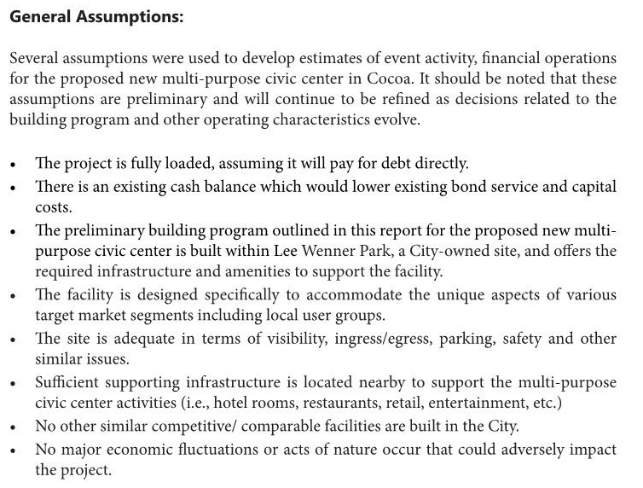 General Assumptions:
Several assumptions were used to develop estimates of event activity, financial operations
for the proposed new multi-purpose civic center in Cocoa. It should be noted that these
assumptions are preliminary and will continue to be refined as decisions related to the
building program and other operating characteristics evolve.
• The project is fully loaded, assuming it will pay for debt directly.
• There is an existing cash balance which would lower existing bond service and capital
costs.
• The preliminary building program outlined in this report for the proposed new multi-
purpose civic center is built within Lee Wenner Park, a City-owned site, and offers the
required infrastructure and amenities to support the facility.
• The facility is designed specifically to accommodate the unique aspects of various
target market segments including local user groups.
• The site is adequate in terms of visibility, ingress/egress, parking, safety and other
similar issues.
• Sufficient supporting infrastructure is located nearby to support the multi-purpose
civic center activities (i.e., hotel rooms, restaurants, retail, entertainment, etc.)
• No other similar competitive/ comparable facilities are built in the City.
• No major economic fluctuations or acts of nature occur that could adversely impact
the project.